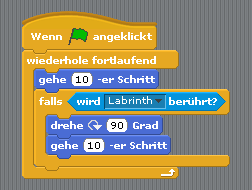 Wenn angeklickt
wiederhole fortlaufend
gehe 10 -er Schritt
falls wird Labrinth berührt?
drehe 90 Grad
gehe 10 -er Schritt